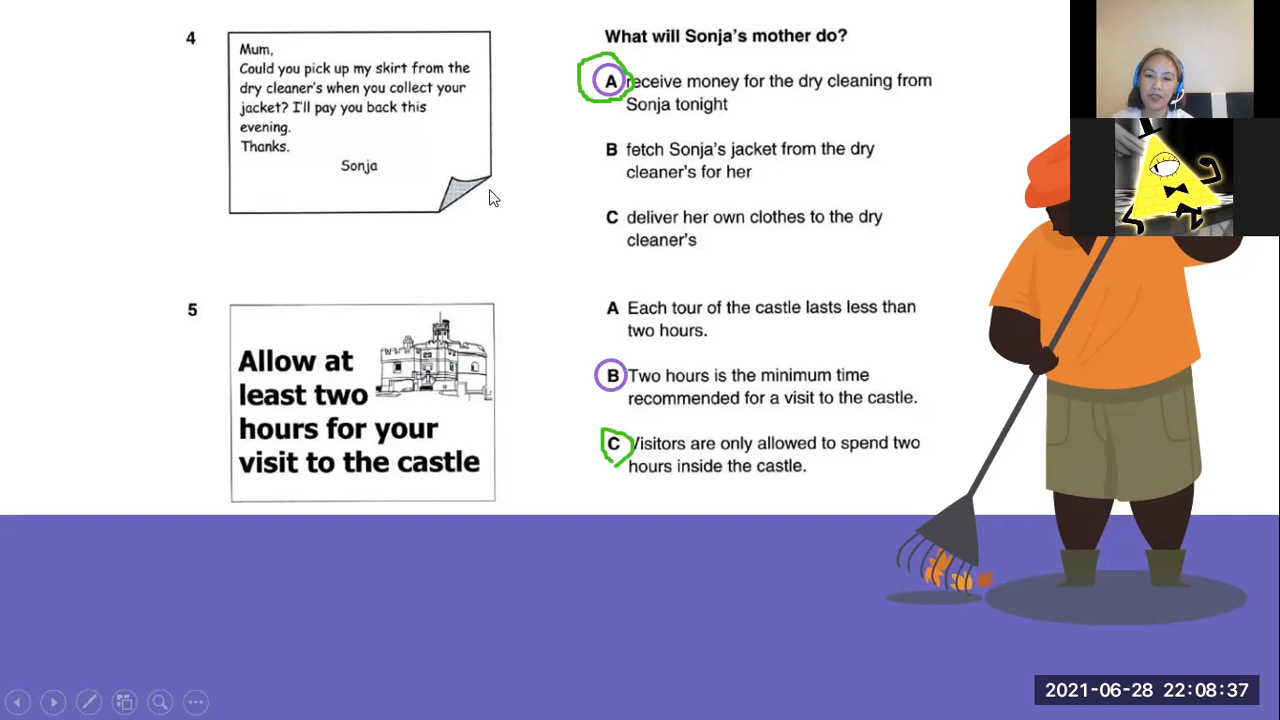 4
Mum,
Could you pick up my skirt from the
dry cleaner's when you collect your
jacket? I'll pay you back this
evening.
Thanks.
Sonja
What will Sonja's mother do?
A receive money for the dry cleaning from
Sonja tonight
B fetch Sonja's jacket from the dry
cleaner's for her
C deliver her own clothes to the dry
cleaner's
5
Allow at
least two
hours for your
visit to the castle
A Each tour of the castle lasts less than
two hours.
B Two hours is the minimum time
recommended for a visit to the castle.
C Visitors are only allowed to spend two
hours inside the castle.
2021-06-28 22:08:37